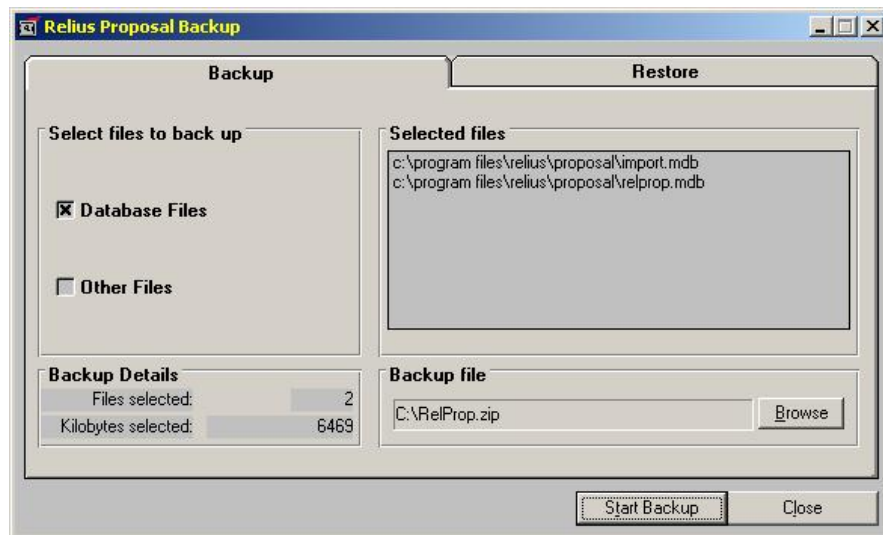 Relius Proposal Backup
Backup
Restore
Select files to back up
Database Files
Other Files
Selected files
c:\program files\relius\proposal\import.mdb
c:\program files\relius\proposal\relprop.mdb
Backup Details
Files selected: 2
Kilobytes selected: 6469
Backup file
C:\RelProp.zip
Browse
Start Backup
Close